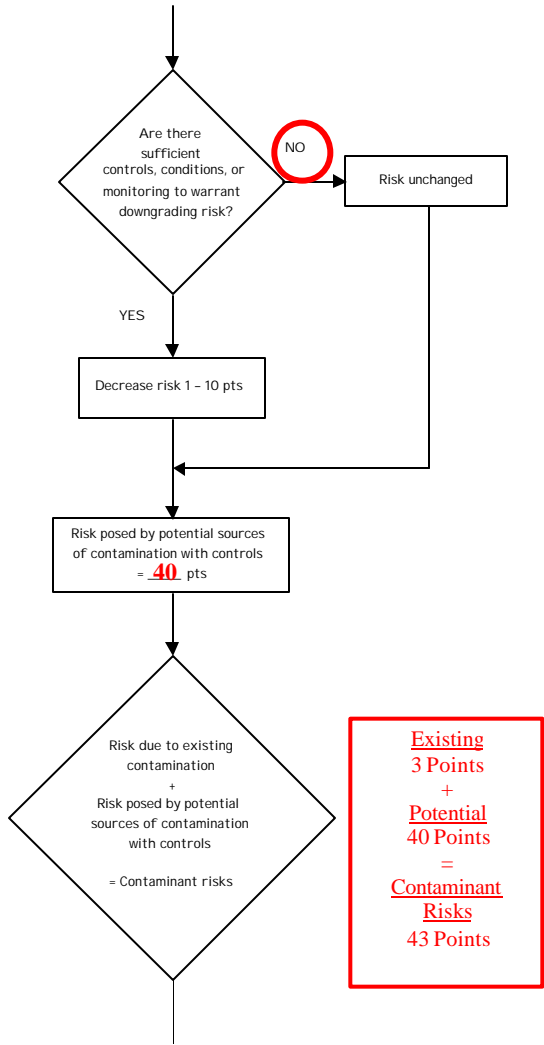 Are there
sufficient
controls, conditions, or
monitoring to warrant
downgrading risk?
NO
Risk unchanged
YES
Decrease risk 1 – 10 pts
Risk posed by potential sources
of contamination with controls
= 40 pts
Risk due to existing
contamination
+
Risk posed by potential
sources of contamination
with controls
= Contaminant risks
Existing
3 Points
+
Potential
40 Points
=
Contaminant
Risks
43 Points